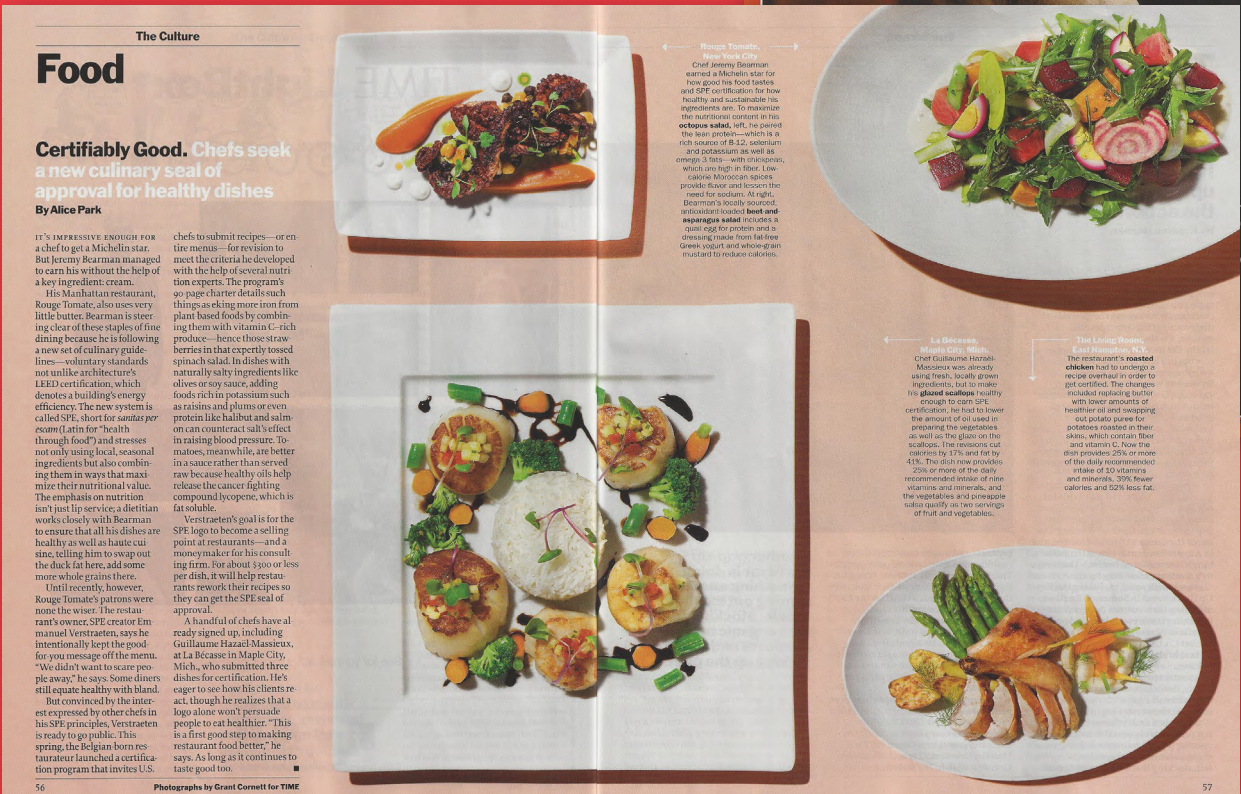 The Culture
Food
Certifiably Good. Chefs seek
a new culinary seal of
approval for healthy dishes
By Alice Park
IT'S IMPRESSIVE ENOUGH FOR
a chef to get a Michelin star.
But Jeremy Bearman managed
to earn his without the help of
a key ingredient: cream.
His Manhattan restaurant,
Rouge Tomate, also uses very
little butter. Bearman is steer-
ing clear of these staples of fine
dining because he is following
a new set of culinary guide-
lines—voluntary standards
not unlike architecture's
LEED certification, which
denotes a building's energy
efficiency. The new system is
called SPE, short for sanitas per
escam (Latin for "health
through food") and stresses
not only using local, seasonal
ingredients but also combin-
ing them in ways that maxi-
mize their nutritional value.
The emphasis on nutrition
isn't just lip service; a dietitian
works closely with Bearman
to ensure that all his dishes are
healthy as well as haute cui
sine, telling him to swap out
the duck fat here, add some
more whole grains there.
Until recently, however,
Rouge Tomate's patrons were
none the wiser. The restau-
rant's owner, SPE creator Em-
manuel Verstraeten, says he
intentionally kept the good-
for-you message off the menu.
"We didn't want to scare peo-
ple away," he says. Some diners
still equate healthy with bland.
But convinced by the inter-
est expressed by other chefs in
his SPE principles, Verstraeten
is ready to go public. This
spring, the Belgian-born res-
taurateur launched a certifica-
tion program that invites U.S.
chefs to submit recipes—or en-
tire menus—for revision to
meet the criteria he developed
with the help of several nutri
tion experts. The program's
90-page charter details such
things as eking more iron from
plant based foods by combin-
ing them with vitamin C–rich
produce—hence those straw-
berries in that expertly tossed
spinach salad. In dishes with
naturally salty ingredients like
olives or soy sauce, adding
foods rich in potassium such
as raisins and plums or even
protein like halibut and salm-
on can counteract salt's effect
in raising blood pressure. To-
matoes, meanwhile, are better
in a sauce rather than served
raw because healthy oils help
release the cancer fighting
compound lycopene, which is
fat soluble.
Verstraeten's goal is for the
SPE logo to become a selling
point at restaurants—and a
moneymaker for his consult-
ing firm. For about $300 or less
per dish, it will help restau-
rants rework their recipes so
they can get the SPE seal of
approval.
A handful of chefs have al-
ready signed up, including
Guillaume Hazaël-Massieux,
at La Bécasse in Maple City,
Mich., who submitted three
dishes for certification. He's
eager to see how his clients re-
act, though he realizes that a
logo alone won't persuade
people to eat healthier. "This
is a first good step to making
restaurant food better," he
says. As long as it continues to
taste good too.
56
Photographs by Grant Cornett for TIME
Rouge Tomate,
New York City
Chef Jeremy Bearman
earned a Michelin star for
how good his food tastes
and SPE certification for how
healthy and sustainable his
ingredients are. To maximize
the nutritional content in his
octopus salad, left, he paired
the lean protein—which is a
rich source of B-12, selenium
and potassium as well as
omega 3 fats—with chickpeas,
which are high in fiber. Low-
calorie Moroccan spices
provide flavor and lessen the
need for sodium. At right,
Bearman's locally sourced,
antioxidant-loaded beet-and-
asparagus salad includes a
quail egg for protein and a
dressing made from fat-free
Greek yogurt and whole-grain
mustard to reduce calories.
La Bécasse,
Maple City, Mich.
Chef Guillaume Hazaël-
Massieux was already
using fresh, locally grown
ingredients, but to make
his glazed scallops healthy
enough to earn SPE
certification, he had to lower
the amount of oil used in
preparing the vegetables
as well as the glaze on the
scallops. The revisions cut
calories by 17% and fat by
41%. The dish now provides
25% or more of the daily
recommended intake of nine
vitamins and minerals, and
the vegetables and pineapple
salsa qualify as two servings
of fruit and vegetables.
The Living Room,
East Hampton, N.Y.
The restaurant's roasted
chicken had to undergo a
recipe overhaul in order to
get certified. The changes
included replacing butter
with lower amounts of
healthier oil and swapping
out potato puree for
potatoes roasted in their
skins, which contain fiber
and vitamin C. Now the
dish provides 25% or more
of the daily recommended
intake of 10 vitamins
and minerals, 39% fewer
calories and 52% less fat.
57